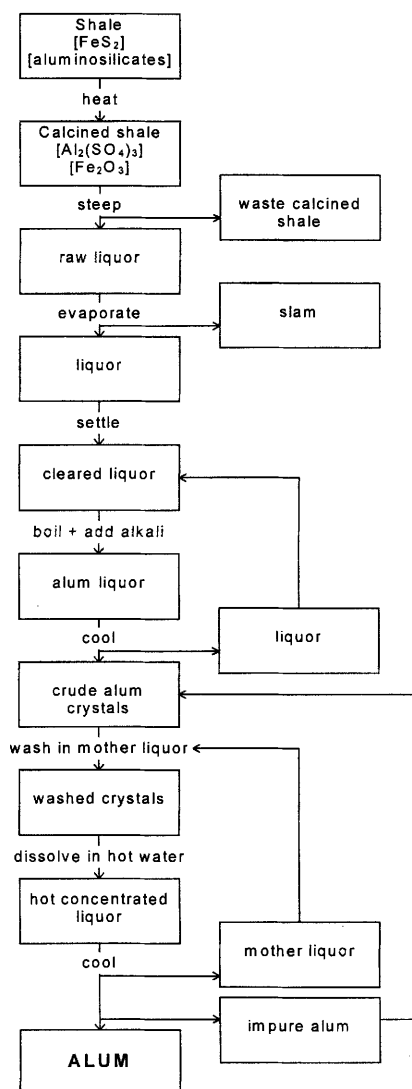 Shale
[FeS₂]
[aluminosilicates]
heat
Calcined shale
[Al₂(SO₄)₃]
[Fe₂O₃]
steep
waste calcined
shale
raw liquor
evaporate
slam
liquor
settle
cleared liquor
boil + add alkali
alum liquor
cool
liquor
crude alum
crystals
wash in mother liquor
washed crystals
dissolve in hot water
hot concentrated
liquor
cool
mother liquor
impure alum
ALUM